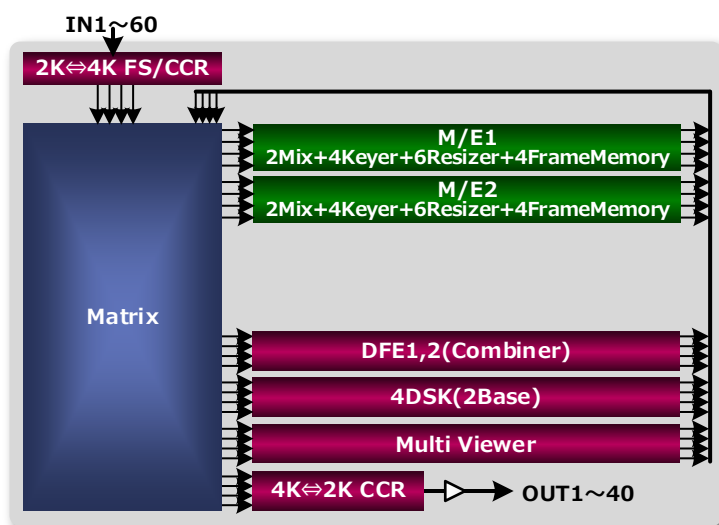 IN1～60
2K⇔4K FS/CCR
M/E1
2Mix+4Keyer+6Resizer+4FrameMemory
M/E2
2Mix+4Keyer+6Resizer+4FrameMemory
Matrix
DFE1,2(Combiner)
4DSK(2Base)
Multi Viewer
4K⇔2K CCR
OUT1～40